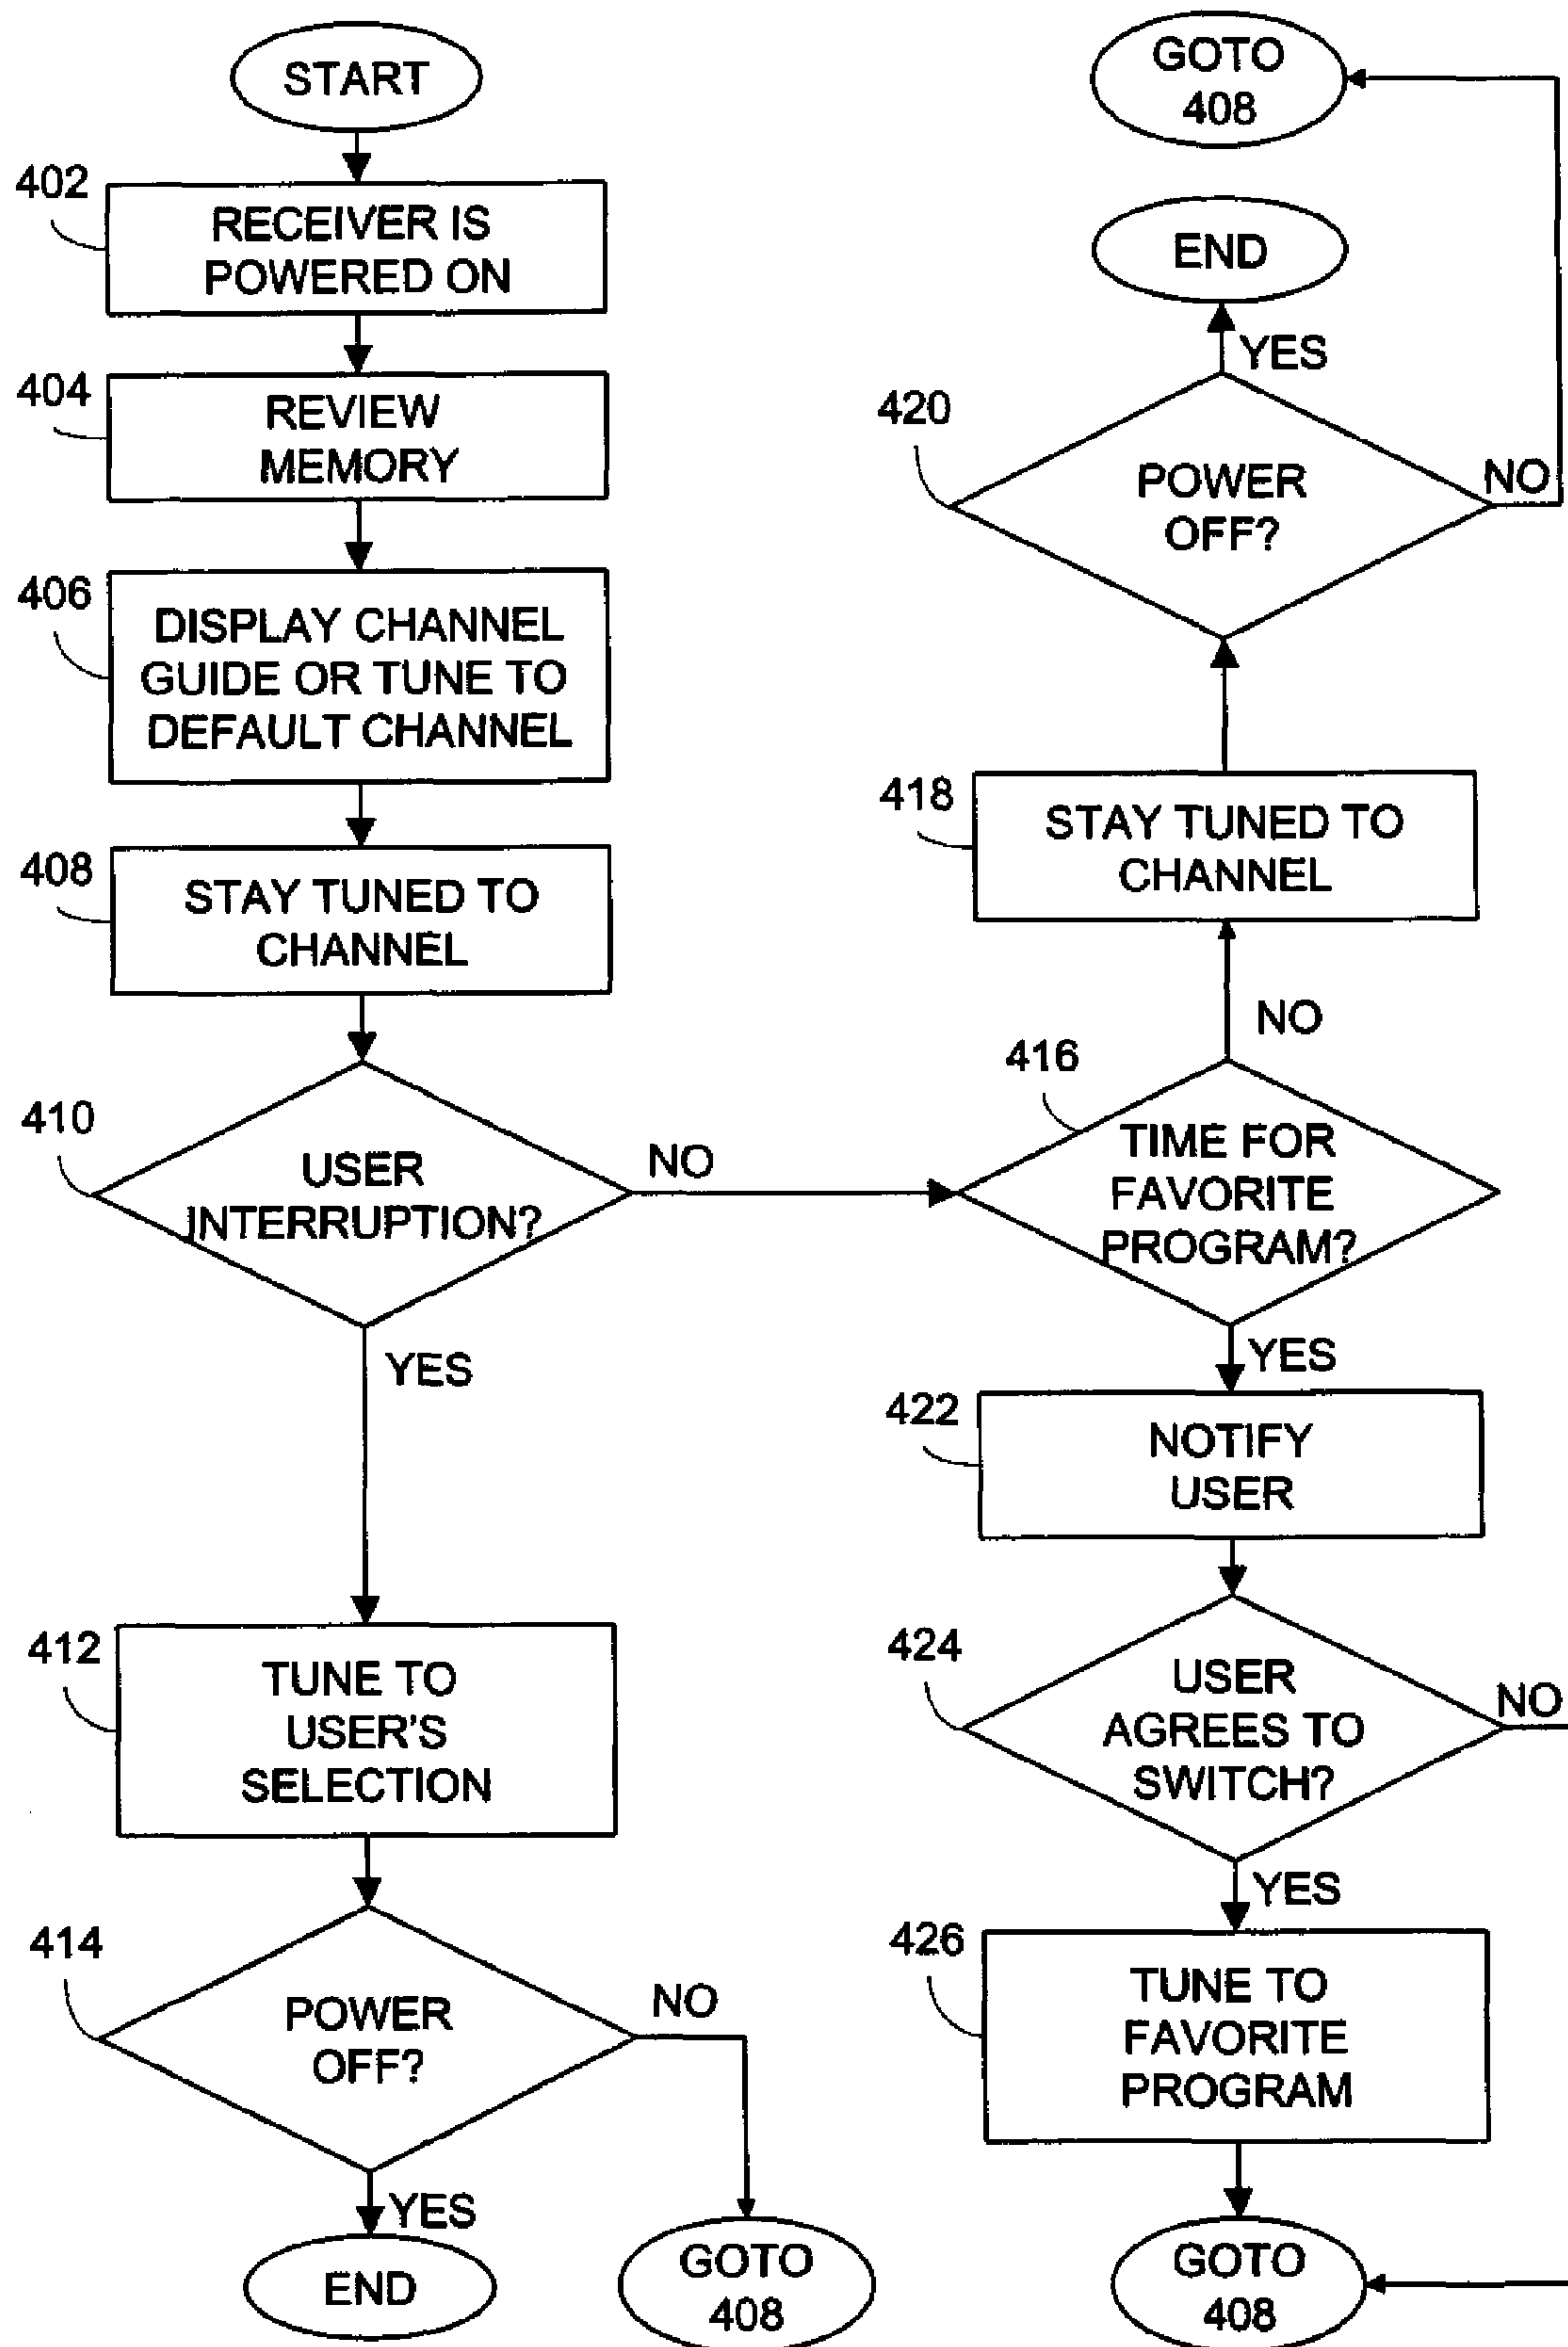 START
402
RECEIVER IS
POWERED ON
404
REVIEW
MEMORY
406
DISPLAY CHANNEL
GUIDE OR TUNE TO
DEFAULT CHANNEL
408
STAY TUNED TO
CHANNEL
410
USER
INTERRUPTION?
NO
YES
412
TUNE TO
USER'S
SELECTION
414
POWER
OFF?
NO
YES
END
GOTO
408
GOTO
408
END
YES
420
POWER
OFF?
NO
418
STAY TUNED TO
CHANNEL
NO
416
TIME FOR
FAVORITE
PROGRAM?
YES
422
NOTIFY
USER
424
USER
AGREES TO
SWITCH?
NO
YES
426
TUNE TO
FAVORITE
PROGRAM
GOTO
408